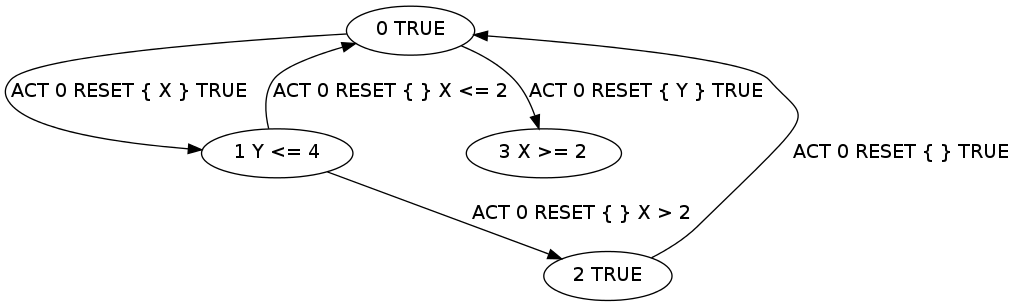 0 TRUE
ACT 0 RESET { X } TRUE
ACT 0 RESET { } X <= 2
ACT 0 RESET { Y } TRUE
1 Y <= 4
3 X >= 2
ACT 0 RESET { } TRUE
ACT 0 RESET { } X > 2
2 TRUE